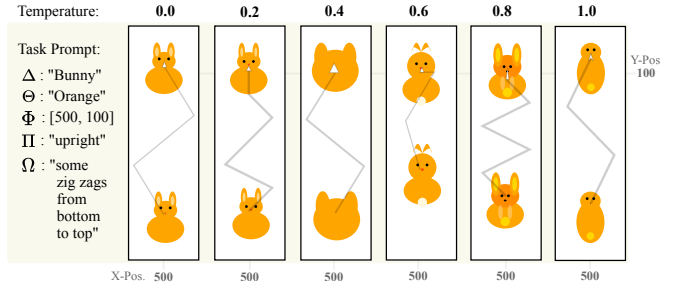 Temperature: 0.0 0.2 0.4 0.6 0.8 1.0
Task Prompt:
Δ : "Bunny"
Θ : "Orange"
Φ : [500, 100]
Π : "upright"
Ω : "some
zig zags
from
bottom
to top"
Y-Pos
100
X-Pos. 500 500 500 500 500 500